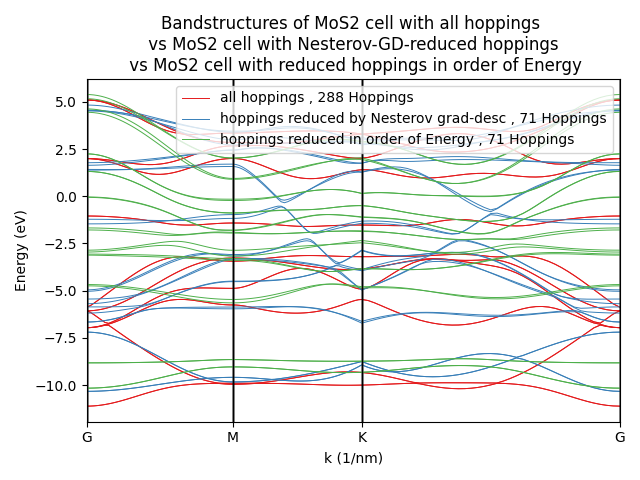 Bandstructures of MoS2 cell with all hoppings
vs MoS2 cell with Nesterov-GD-reduced hoppings
vs MoS2 cell with reduced hoppings in order of Energy
all hoppings , 288 Hoppings
hoppings reduced by Nesterov grad-desc , 71 Hoppings
hoppings reduced in order of Energy , 71 Hoppings
Energy (eV)
5.0
2.5
0.0
−2.5
−5.0
−7.5
−10.0
G M K G
k (1/nm)